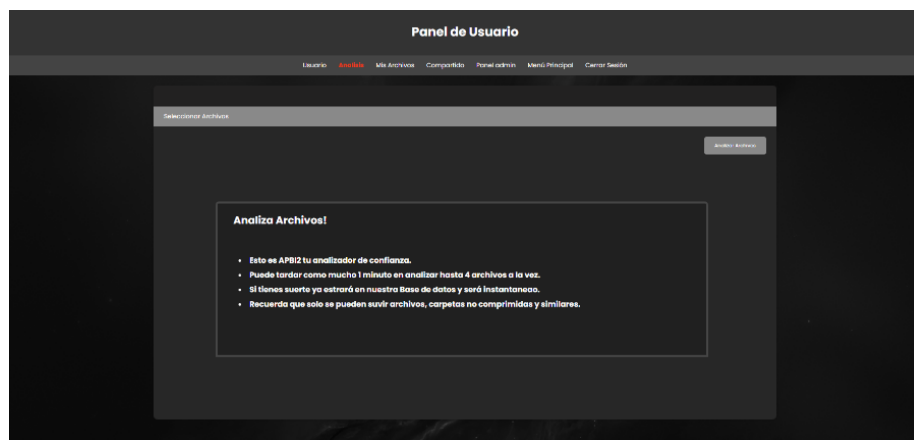 Panel de Usuario
Usuario Analisis Mis Archivos Compartido Panel admin Menú Principal Cerrar Sesión
Seleccionar Archivos
Analizar Archivos
Analiza Archivos!
Esto es APBI2 tu analizador de confianza.
Puede tardar como mucho 1 minuto en analizar hasta 4 archivos a la vez.
Si tienes suerte ya estrará en nuestra Base de datos y será instantaneao.
Recuerda que solo se pueden suvir archivos, carpetas no comprimidas y similares.